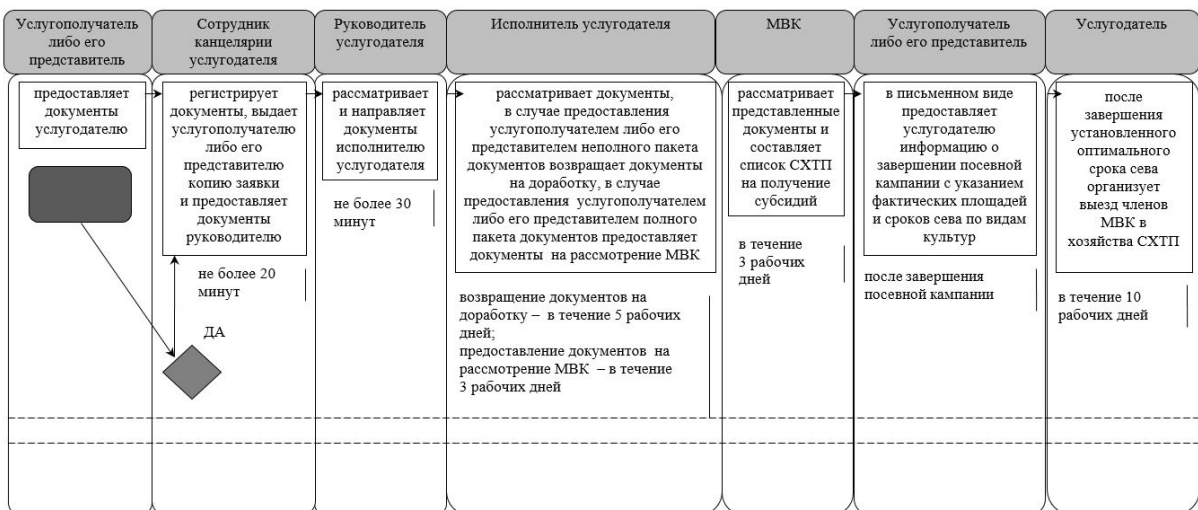 Услугополучатель
либо его
представитель
Сотрудник
канцелярии
услугодателя
Руководитель
услугодателя
Исполнитель услугодателя
МВК
Услугополучатель
либо его представитель
Услугодатель
предоставляет
документы
услугодателю
регистрирует
документы, выдает
услугополучателю
либо его
представителю
копию заявки
и предоставляет
документы
руководителю
не более 20
минут
ДА
рассматривает
и направляет
документы
исполнителю
услугодателя
не более 30
минут
рассматривает документы,
в случае предоставления
услугополучателем либо его
представителем неполного пакета
документов возвращает документы
на доработку, в случае
предоставления услугополучателем
либо его представителем полного
пакета документов предоставляет
документы на рассмотрение МВК
возвращение документов на
доработку – в течение 5 рабочих
дней;
предоставление документов на
рассмотрение МВК – в течение
3 рабочих дней
рассматривает
представленные
документы и
составляет
список СХТП
на получение
субсидий
в течение
3 рабочих
дней
в письменном виде
предоставляет
услугодателю
информацию о
завершении посевной
кампании с указанием
фактических площадей
и сроков сева по видам
культур
после завершения
посевной кампании
после
завершения
установленного
оптимального
срока сева
организует
выезд членов
МВК в
хозяйства СХТП
в течение 10
рабочих дней